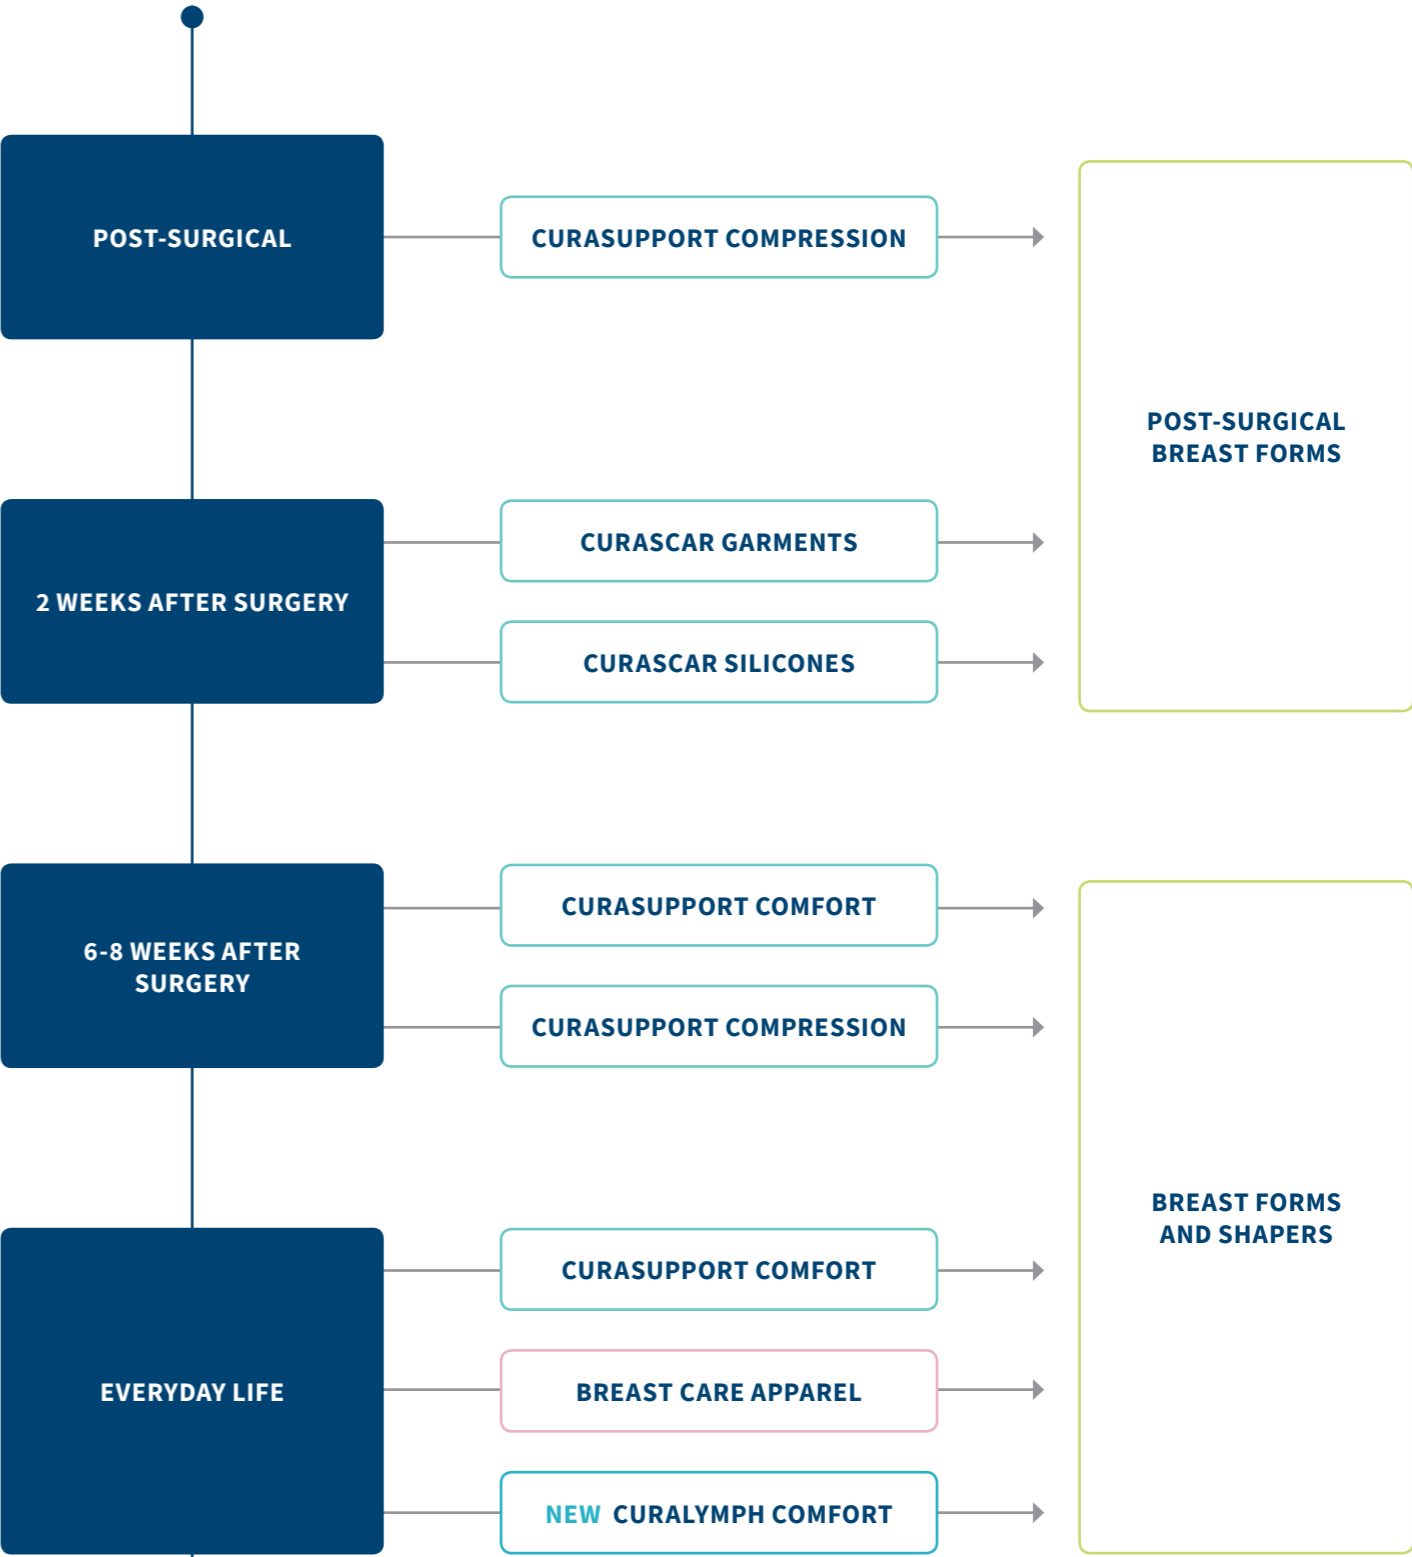 POST-SURGICAL
CURASUPPORT COMPRESSION
POST-SURGICAL
BREAST FORMS
2 WEEKS AFTER SURGERY
CURASCAR GARMENTS
CURASCAR SILICONES
6-8 WEEKS AFTER
SURGERY
CURASUPPORT COMFORT
CURASUPPORT COMPRESSION
BREAST FORMS
AND SHAPERS
EVERYDAY LIFE
CURASUPPORT COMFORT
BREAST CARE APPAREL
NEW CURALYMPH COMFORT